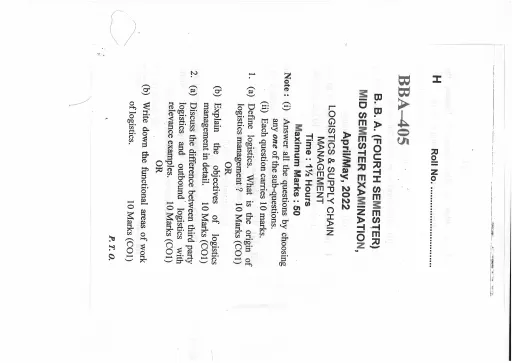 H
Roll No. ..............................
BBA–405
B. B. A. (FOURTH SEMESTER)
MID SEMESTER EXAMINATION,
April/May, 2022
LOGISTICS & SUPPLY CHAIN
MANAGEMENT
Time : 1½ Hours
Maximum Marks : 50
Note : (i) Answer all the questions by choosing
any one of the sub-questions.
(ii) Each question carries 10 marks.
1. (a) Define logistics. What is the origin of
logistics management ? 10 Marks (CO1)
OR
(b) Explain the objectives of logistics
management in detail. 10 Marks (CO1)
2. (a) Discuss the difference between third party
logistics and outbound logistics with
relevance examples. 10 Marks (CO1)
OR
(b) Write down the functional areas of work
of logistics. 10 Marks (CO1)
P. T. O.